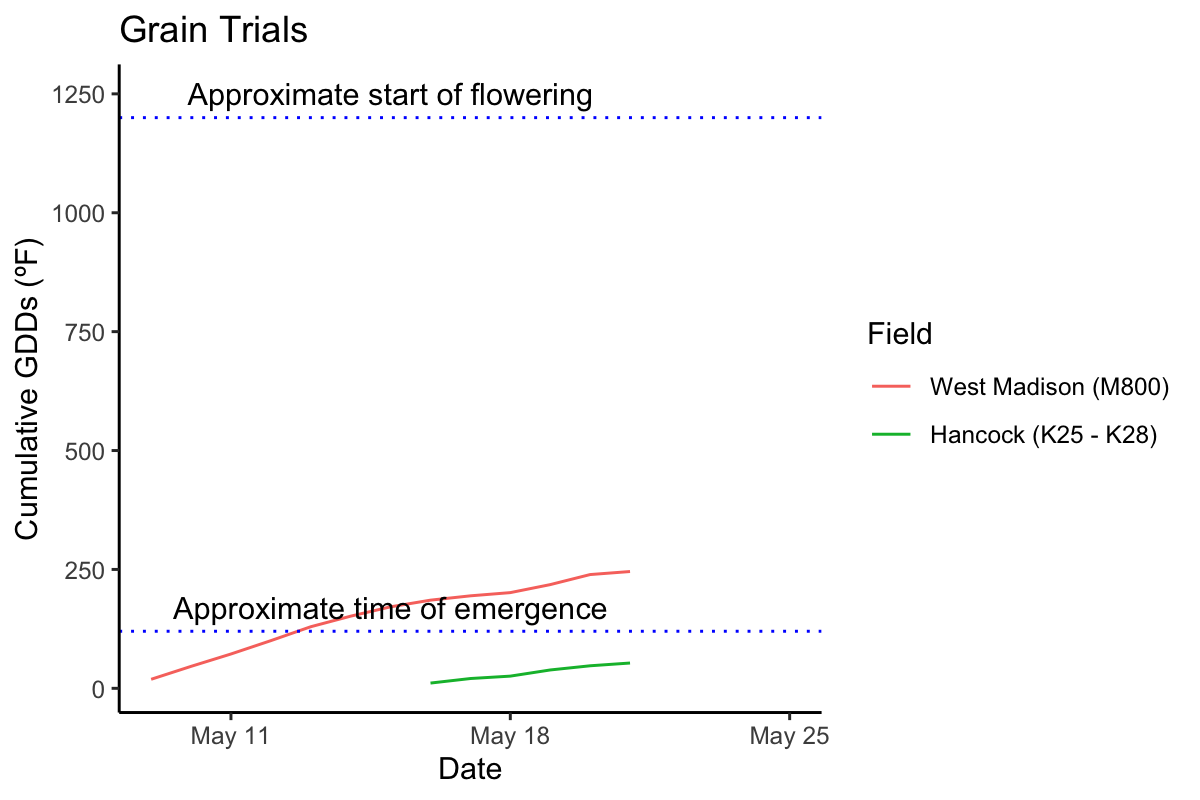 Grain Trials
Approximate start of flowering
1250
1000
750
500
250
0
Cumulative GDDs (ºF)
Approximate time of emergence
May 11
May 18
May 25
Date
Field
West Madison (M800)
Hancock (K25 - K28)